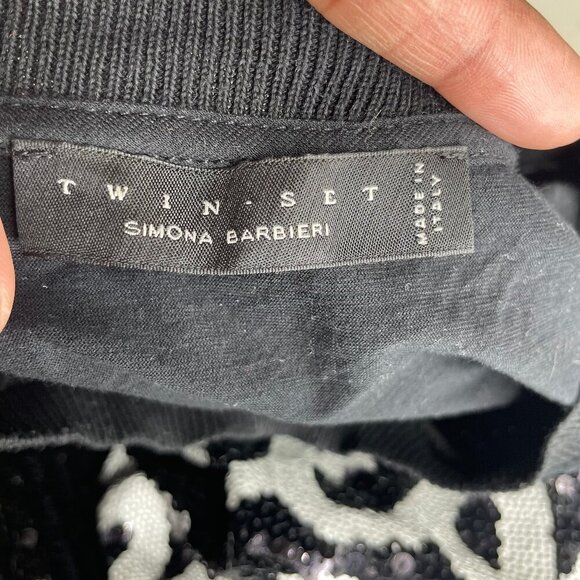 TWIN-SET
SIMONA BARBIERI
MADE IN
ITALY